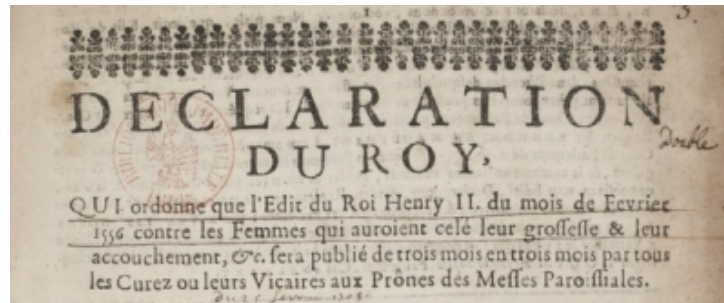 1
3.
DECLARATION
Double
DU ROY,
QUI ordonne que l'Edit du Roi Henry II. du mois de Fevrier
1556 contre les Femmes qui auroient celé leur grossesse & leur
accouchement, &c. sera publié de trois mois en trois mois par tous
les Curez ou leurs Vicaires aux Prônes des Messes Paroissiales.